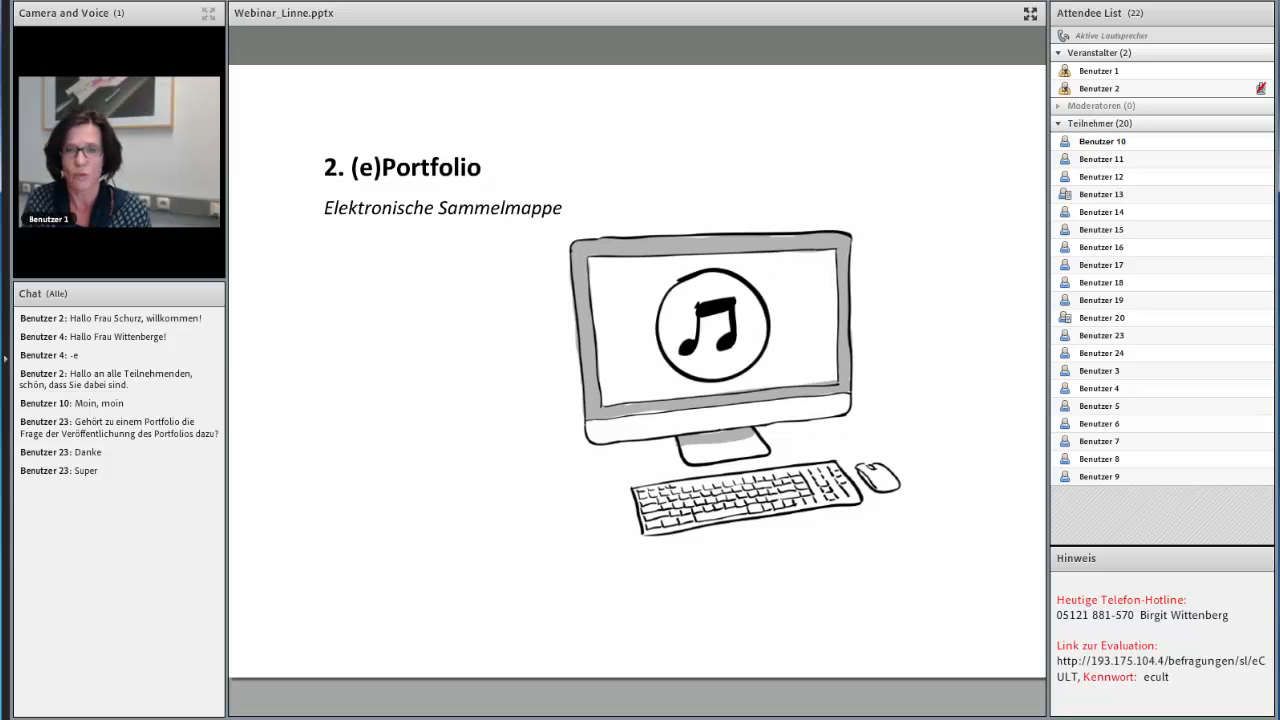 Camera and Voice (1)
Benutzer 1
Chat (Alle)
Benutzer 2: Hallo Frau Schurz, willkommen!
Benutzer 4: Hallo Frau Wittenberge!
Benutzer 4: -e
Benutzer 2: Hallo an alle Teilnehmenden,
schön, dass Sie dabei sind.
Benutzer 10: Moin, moin
Benutzer 23: Gehört zu einem Portfolio die
Frage der Veröffentlichunng des Portfolios dazu?
Benutzer 23: Danke
Benutzer 23: Super
Webinar_Linne.pptx
2. (e)Portfolio
Elektronische Sammelmappe
Attendee List (22)
Aktive Lautsprecher
Veranstalter (2)
Benutzer 1
Benutzer 2
Moderatoren (0)
Teilnehmer (20)
Benutzer 10
Benutzer 11
Benutzer 12
Benutzer 13
Benutzer 14
Benutzer 15
Benutzer 16
Benutzer 17
Benutzer 18
Benutzer 19
Benutzer 20
Benutzer 23
Benutzer 24
Benutzer 3
Benutzer 4
Benutzer 5
Benutzer 6
Benutzer 7
Benutzer 8
Benutzer 9
Hinweis
Heutige Telefon-Hotline:
05121 881-570 Birgit Wittenberg
Link zur Evaluation:
http://193.175.104.4/befragungen/sl/eC
ULT, Kennwort: ecult